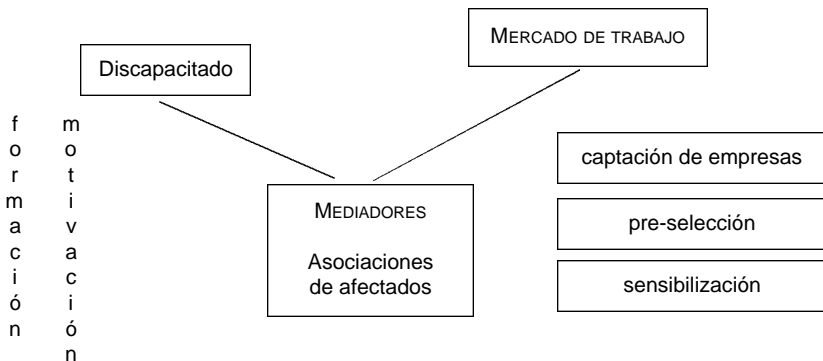 MERCADO DE TRABAJO
Discapacitado
formación
motivación
captación de empresas
MEDIADORES
Asociaciones
de afectados
pre-selección
sensibilización